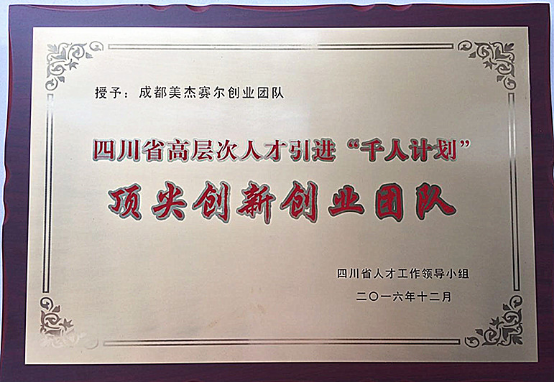 授予：成都美杰赛尔创业团队
四川省高层次人才引进“千人计划”
顶尖创新创业团队
四川省人才工作领导小组
二〇一六年十二月